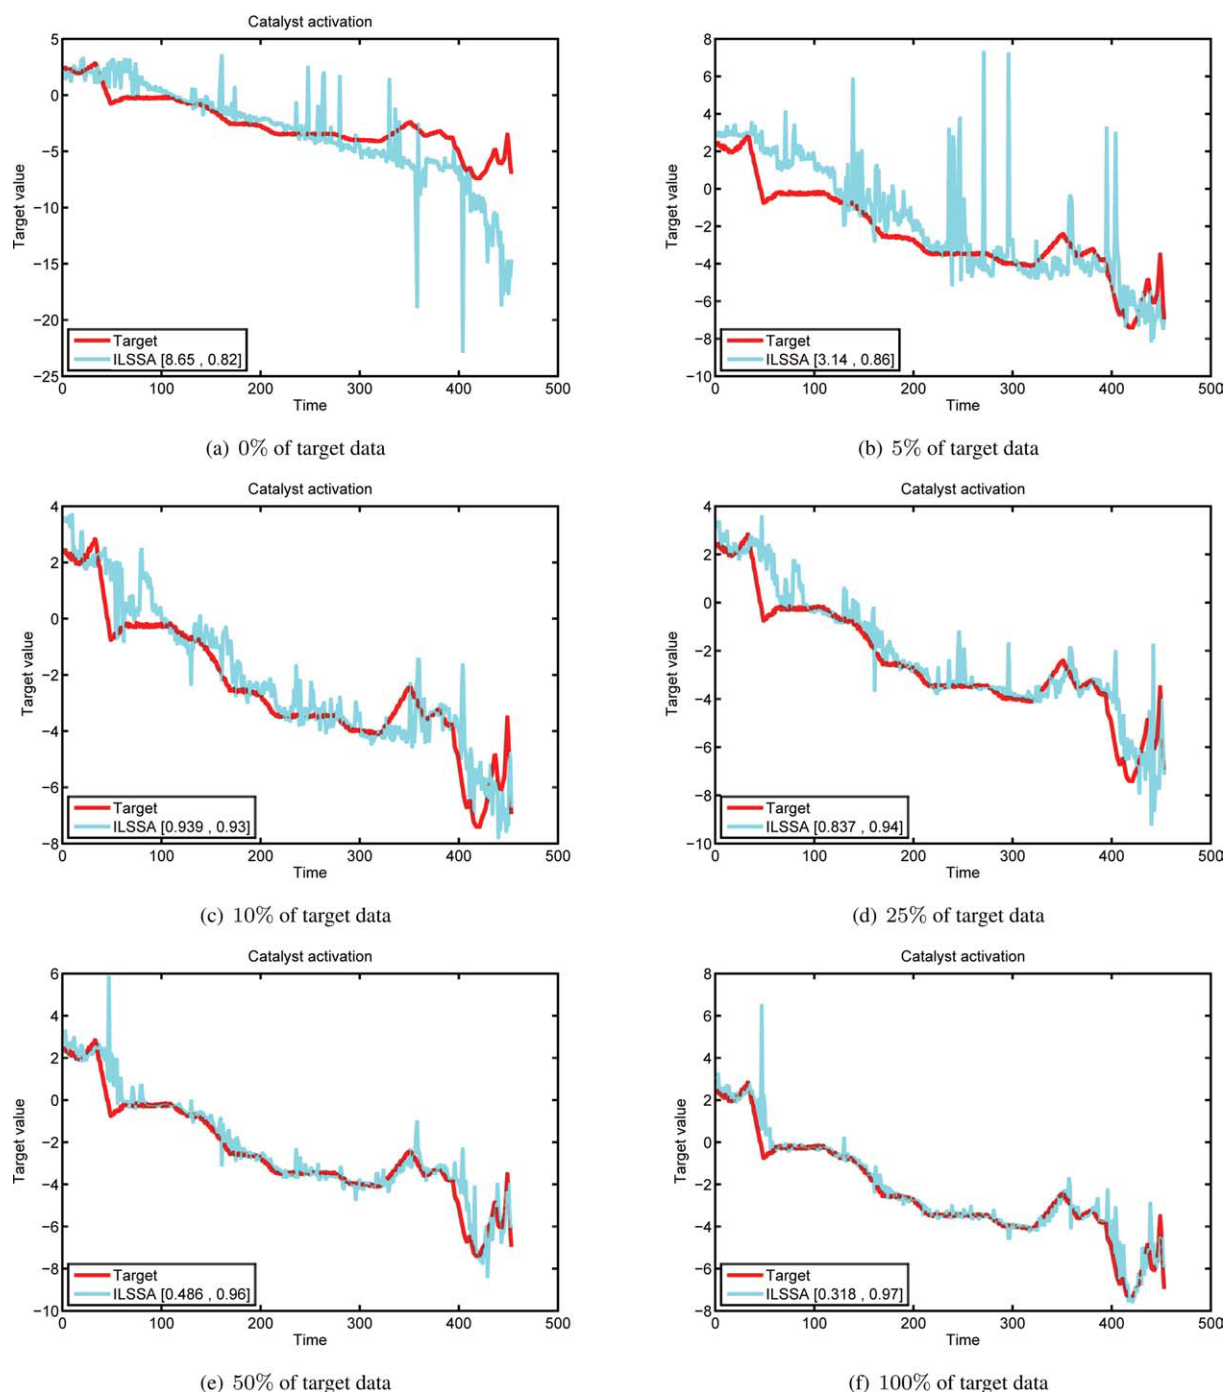 Catalyst activation
5
0
−5
−10
−15
−20
−25
Target value
Target
ILSSA [8.65 , 0.82]
0 100 200 300 400 500
Time
(a) 0% of target data
8
6
4
2
0
−2
−4
−6
−8
−10
Target value
Target
ILSSA [3.14 , 0.86]
0 100 200 300 400 500
Time
(b) 5% of target data
Catalyst activation
4
2
0
−2
−4
−6
−8
Target value
Target
ILSSA [0.939 , 0.93]
0 100 200 300 400 500
Time
(c) 10% of target data
Catalyst activation
4
2
0
−2
−4
−6
−8
−10
Target value
Target
ILSSA [0.837 , 0.94]
0 100 200 300 400 500
Time
(d) 25% of target data
Catalyst activation
6
4
2
0
−2
−4
−6
−8
−10
Target value
Target
ILSSA [0.486 , 0.96]
0 100 200 300 400 500
Time
(e) 50% of target data
Catalyst activation
8
6
4
2
0
−2
−4
−6
−8
Target value
Target
ILSSA [0.318 , 0.97]
0 100 200 300 400 500
Time
(f) 100% of target data